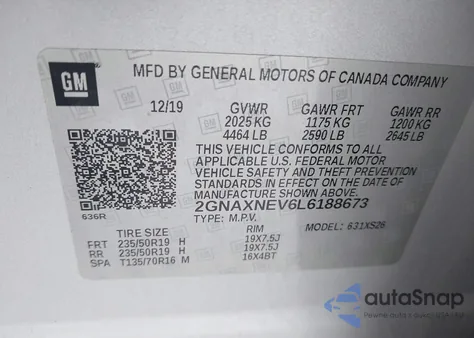 GM
MFD BY GENERAL MOTORS OF CANADA COMPANY
12/19 GVWR GAWR FRT GAWR RR
2025 KG 1175 KG 1200 KG
4464 LB 2590 LB 2645 LB
THIS VEHICLE CONFORMS TO ALL
APPLICABLE U.S. FEDERAL MOTOR
VEHICLE SAFETY AND THEFT PREVENTION
STANDARDS IN EFFECT ON THE DATE OF
MANUFACTURE SHOWN ABOVE.
2GNAXNEV6L6188673
636R
TYPE: M.P.V. MODEL: 631XS26
TIRE SIZE RIM
FRT 235/50R19 H 19X7.5J
RR 235/50R19 H 19X7.5J
SPA T135/70R16 M 16X4BT
autoSnap